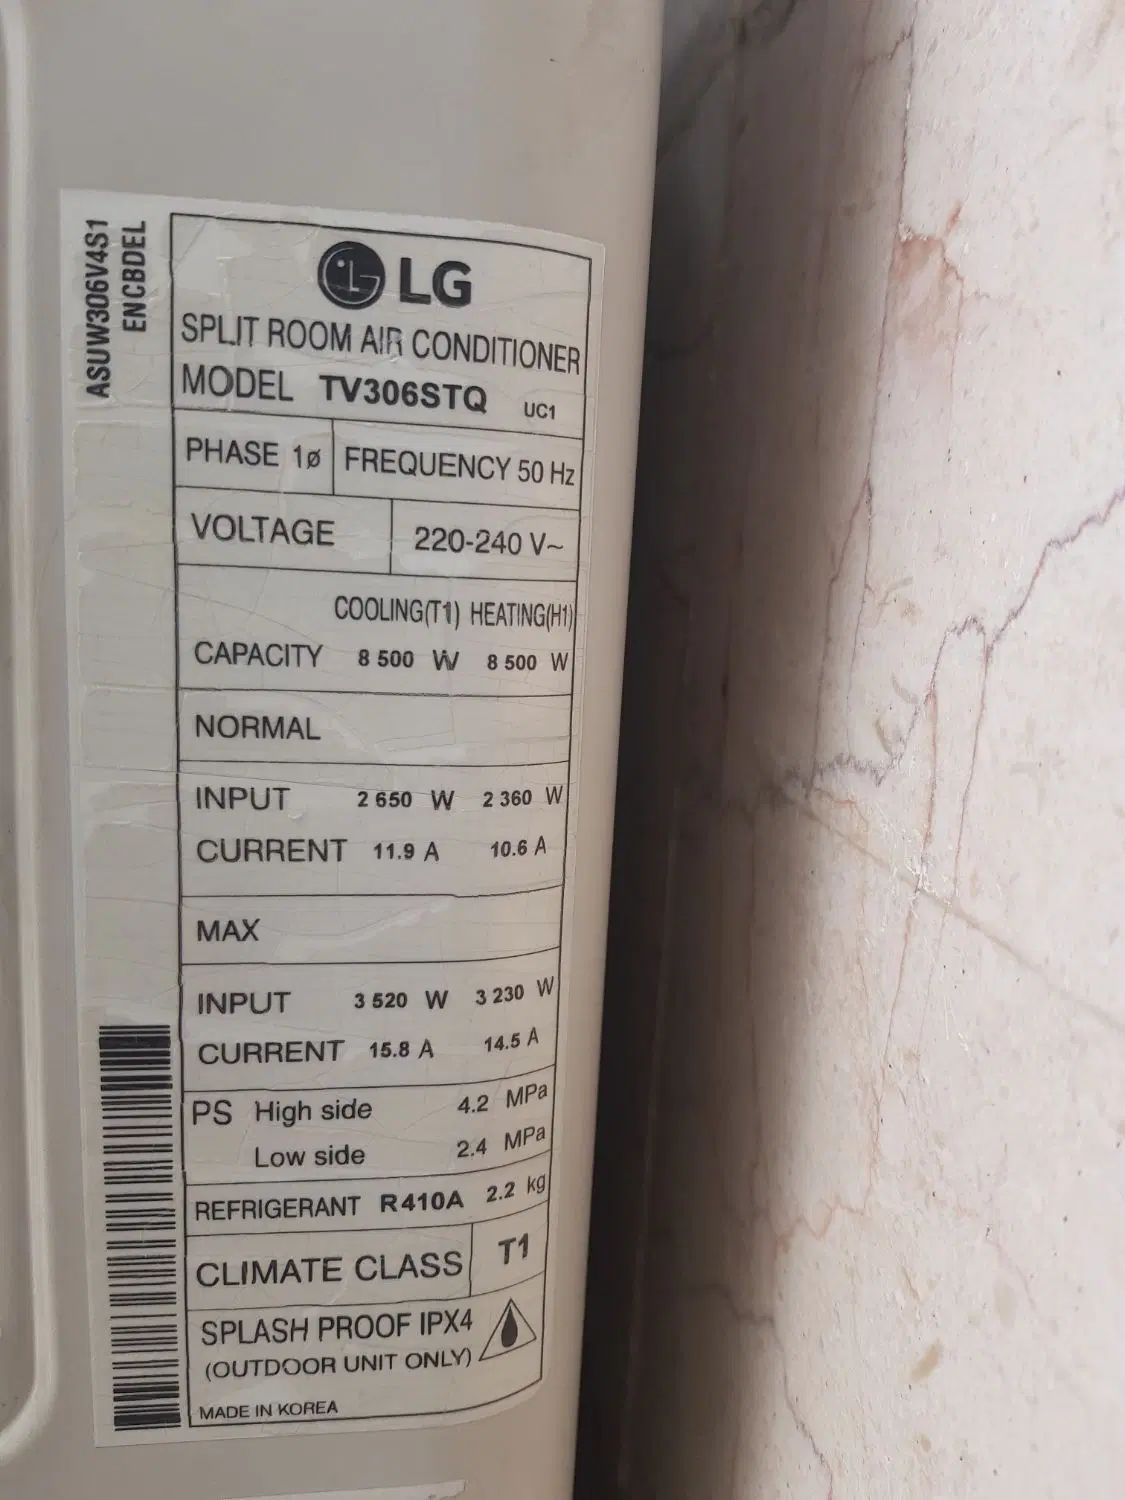 ASUW306V4S1
ENCBDEL
LG
SPLIT ROOM AIR CONDITIONER
MODEL TV306STQ UC1
PHASE 1ø FREQUENCY 50 Hz
VOLTAGE 220-240 V~
COOLING(T1) HEATING(H1)
CAPACITY 8 500 W 8 500 W
NORMAL
INPUT 2 650 W 2 360 W
CURRENT 11.9 A 10.6 A
MAX
INPUT 3 520 W 3 230 W
CURRENT 15.8 A 14.5 A
PS High side 4.2 MPa
Low side 2.4 MPa
REFRIGERANT R410A 2.2 kg
CLIMATE CLASS T1
SPLASH PROOF IPX4
(OUTDOOR UNIT ONLY)
MADE IN KOREA